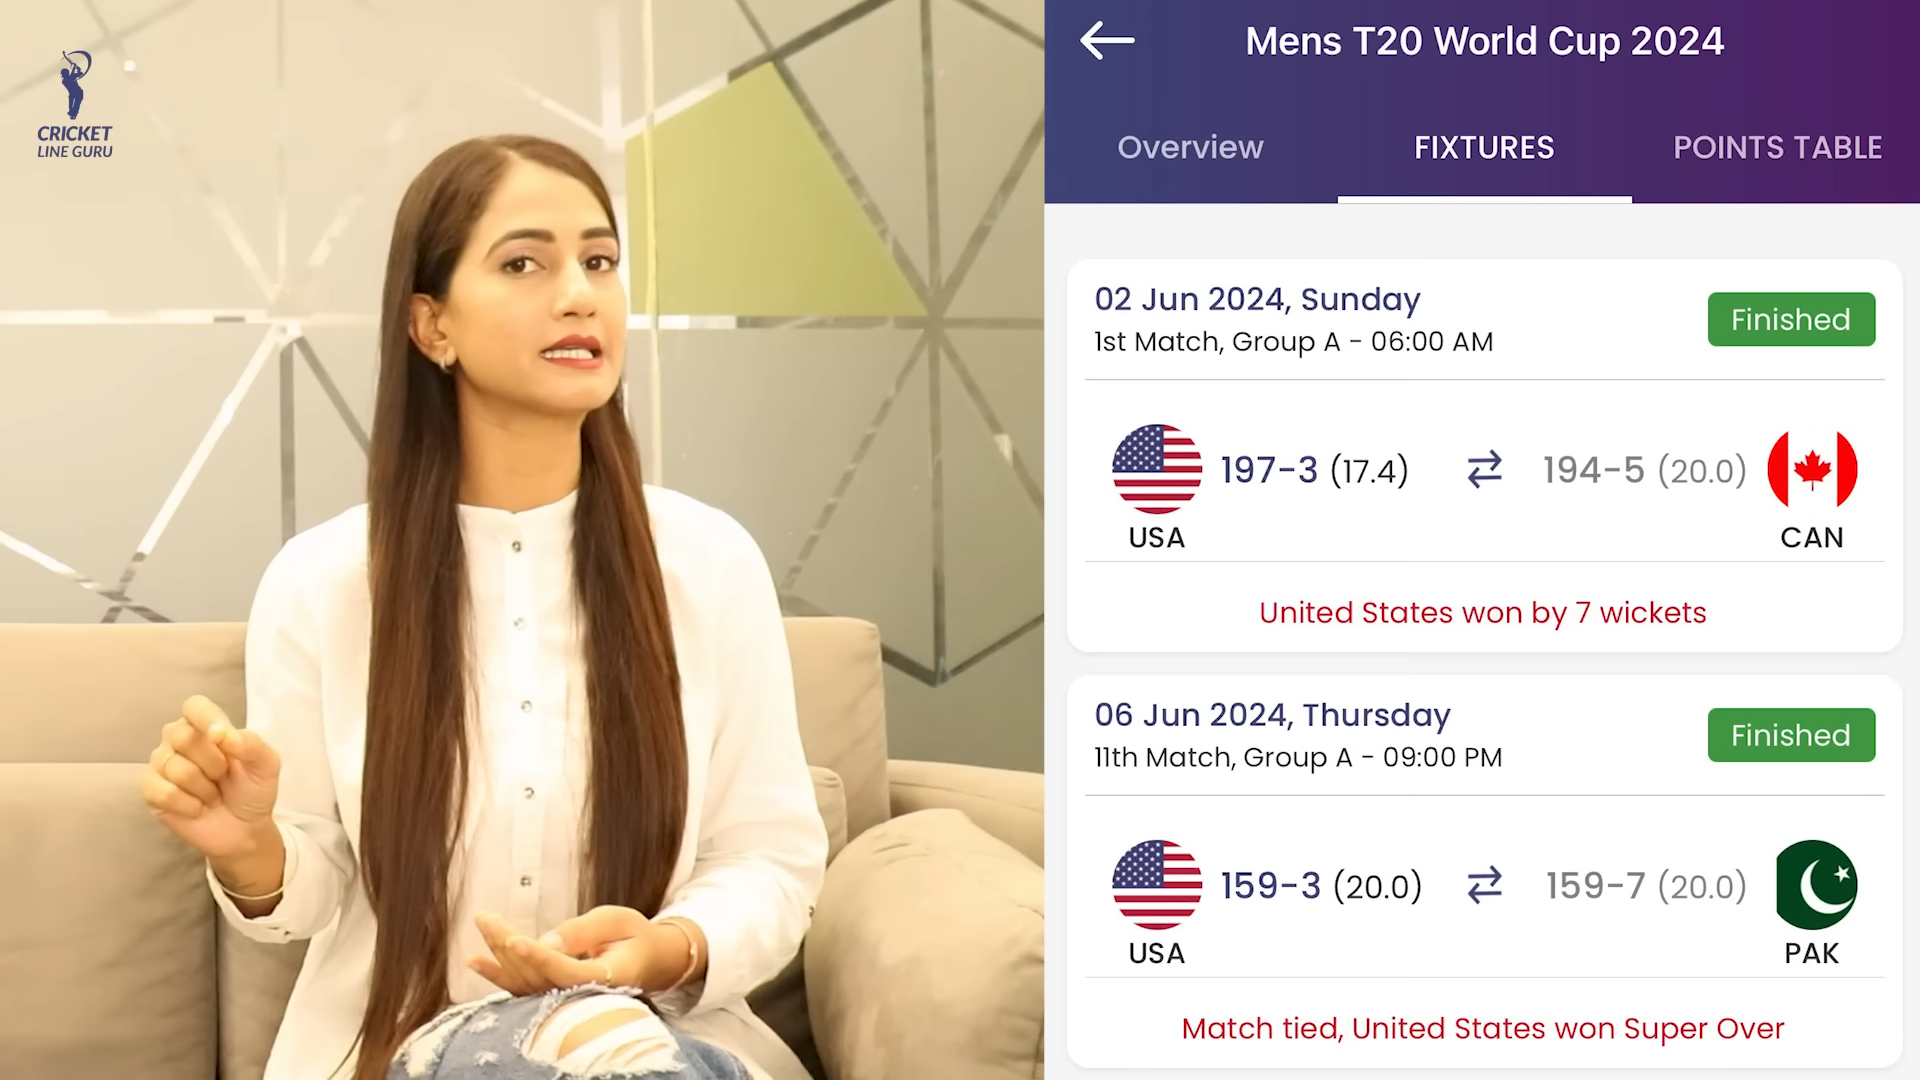 CRICKET
LINE GURU
Mens T20 World Cup 2024
Overview
FIXTURES
POINTS TABLE
02 Jun 2024, Sunday
1st Match, Group A - 06:00 AM
Finished
197-3 (17.4)
194-5 (20.0)
USA
CAN
United States won by 7 wickets
06 Jun 2024, Thursday
11th Match, Group A - 09:00 PM
Finished
159-3 (20.0)
159-7 (20.0)
USA
PAK
Match tied, United States won Super Over